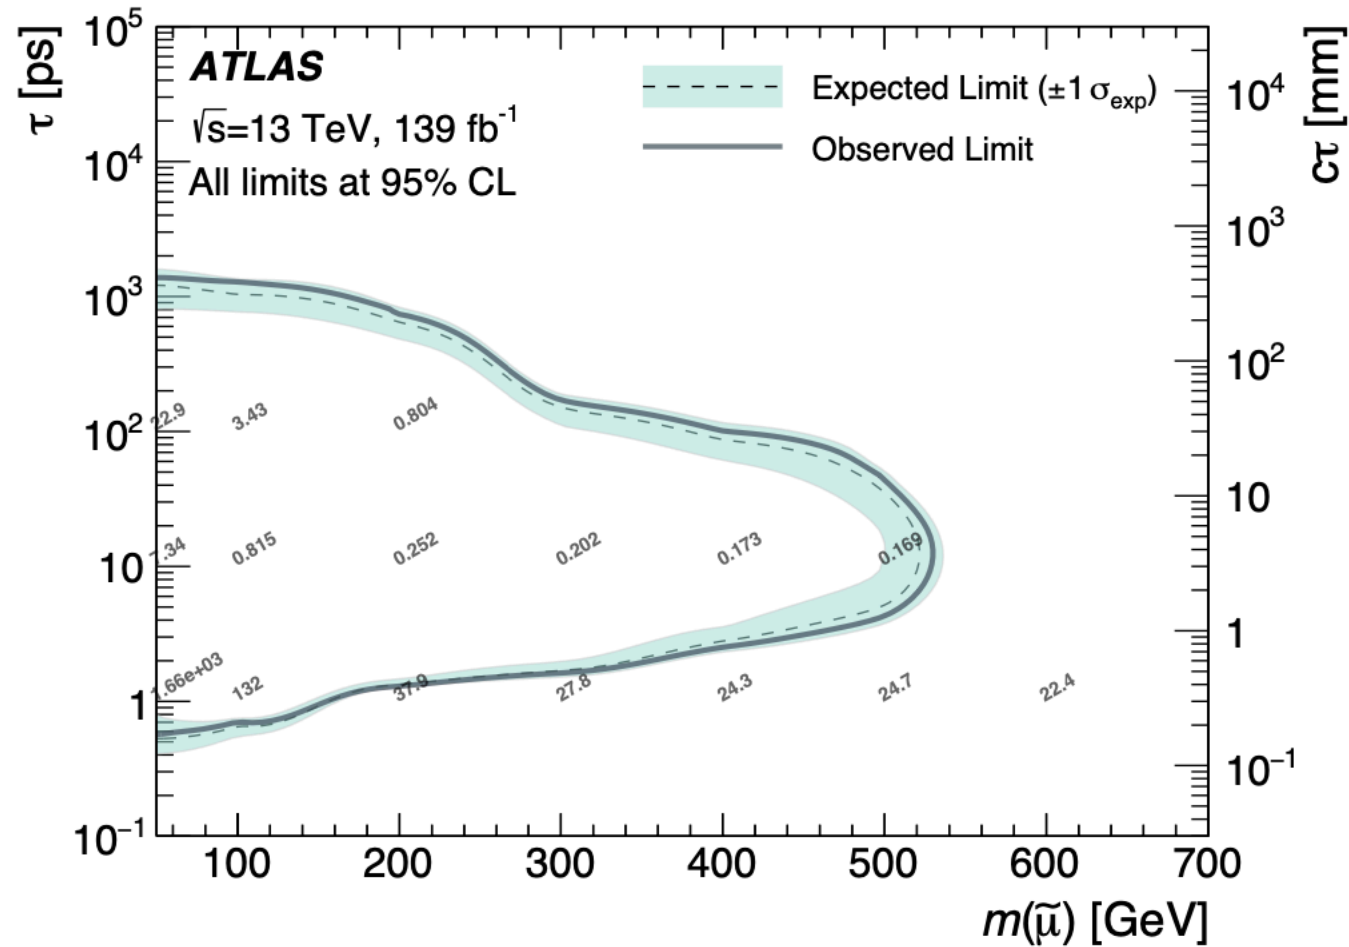 τ [ps]
10⁵
10⁴
10³
10²
10
1
10⁻¹
ATLAS
√s=13 TeV, 139 fb⁻¹
All limits at 95% CL
Expected Limit (±1 σ_exp)
Observed Limit
cτ [mm]
10⁴
10³
10²
10
1
10⁻¹
22.9 3.43 0.804
.34 0.815 0.252 0.202 0.173 0.169
1.66e+03 132 37.9 27.8 24.3 24.7 22.4
100 200 300 400 500 600 700
m(μ̃) [GeV]